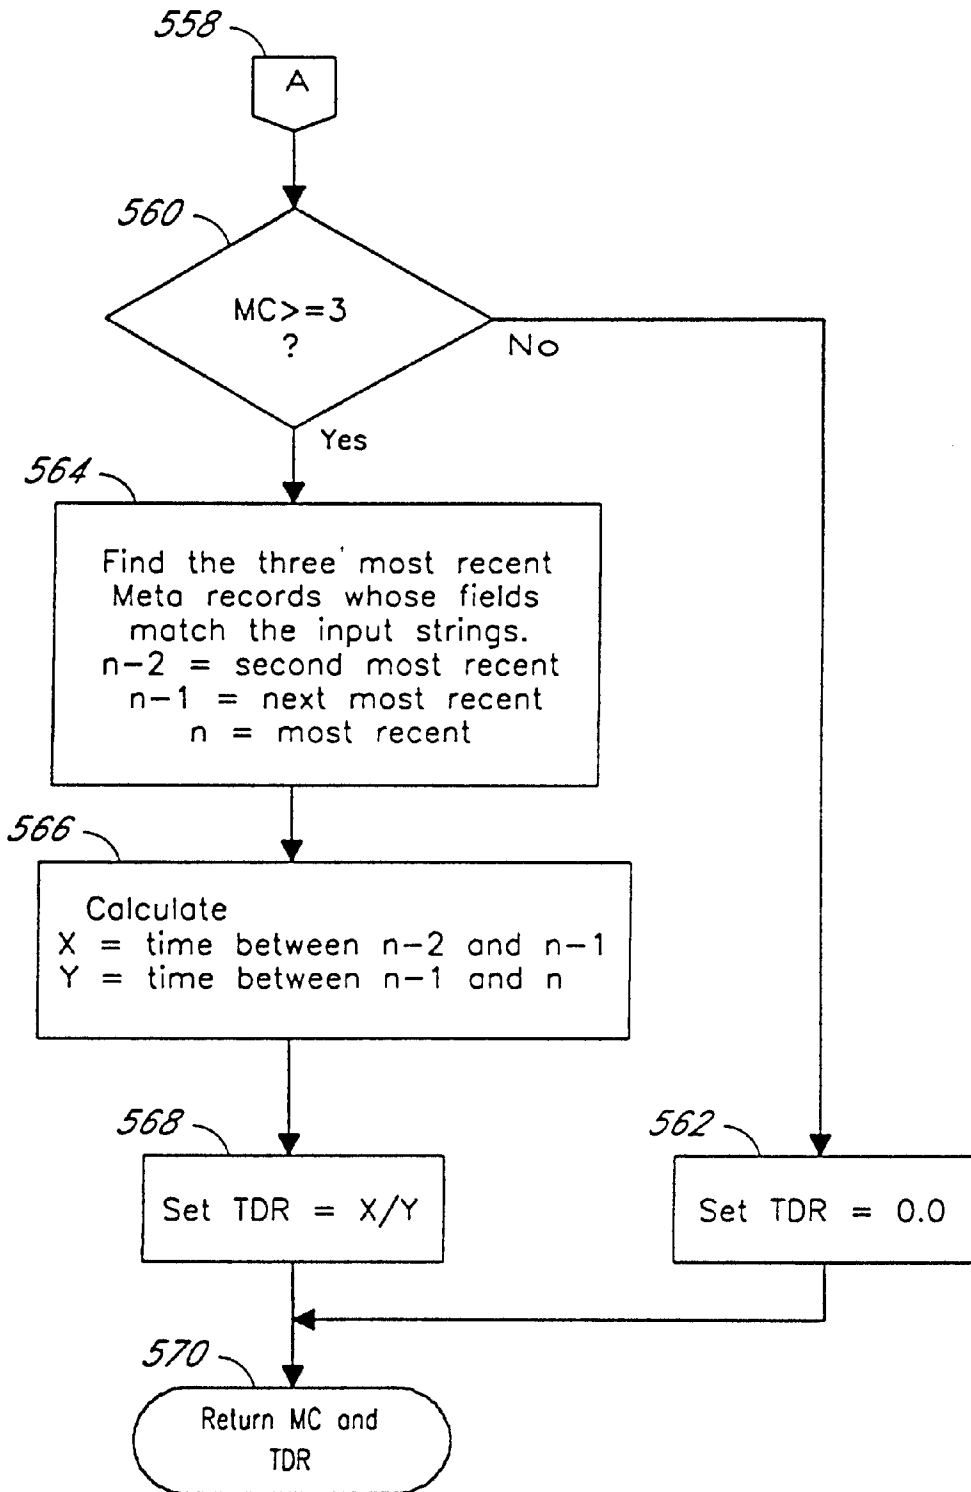 558
A
560
MC>=3
?
No
Yes
564
Find the three most recent
Meta records whose fields
match the input strings.
n-2 = second most recent
n-1 = next most recent
n = most recent
566
Calculate
X = time between n-2 and n-1
Y = time between n-1 and n
568
Set TDR = X/Y
562
Set TDR = 0.0
570
Return MC and
TDR